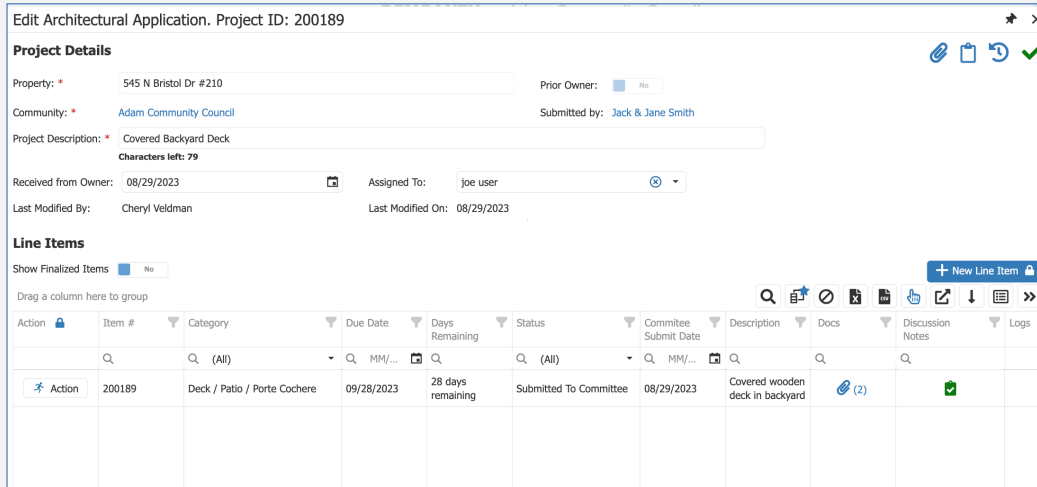 Edit Architectural Application. Project ID: 200189
Project Details
Property: * 545 N Bristol Dr #210 Prior Owner: No
Community: * Adam Community Council Submitted by: Jack & Jane Smith
Project Description: * Covered Backyard Deck
Characters left: 79
Received from Owner: 08/29/2023 Assigned To: joe user
Last Modified By: Cheryl Veldman Last Modified On: 08/29/2023
Line Items
Show Finalized Items No
+ New Line Item
Drag a column here to group
X CSV
Action Item # Category Due Date Days Status Commitee Description Docs Discussion Logs
Remaining Submit Date Notes
(All) MM/... (All) MM/...
Action 200189 Deck / Patio / Porte Cochere 09/28/2023 28 days Submitted To Committee 08/29/2023 Covered wooden (2)
remaining deck in backyard